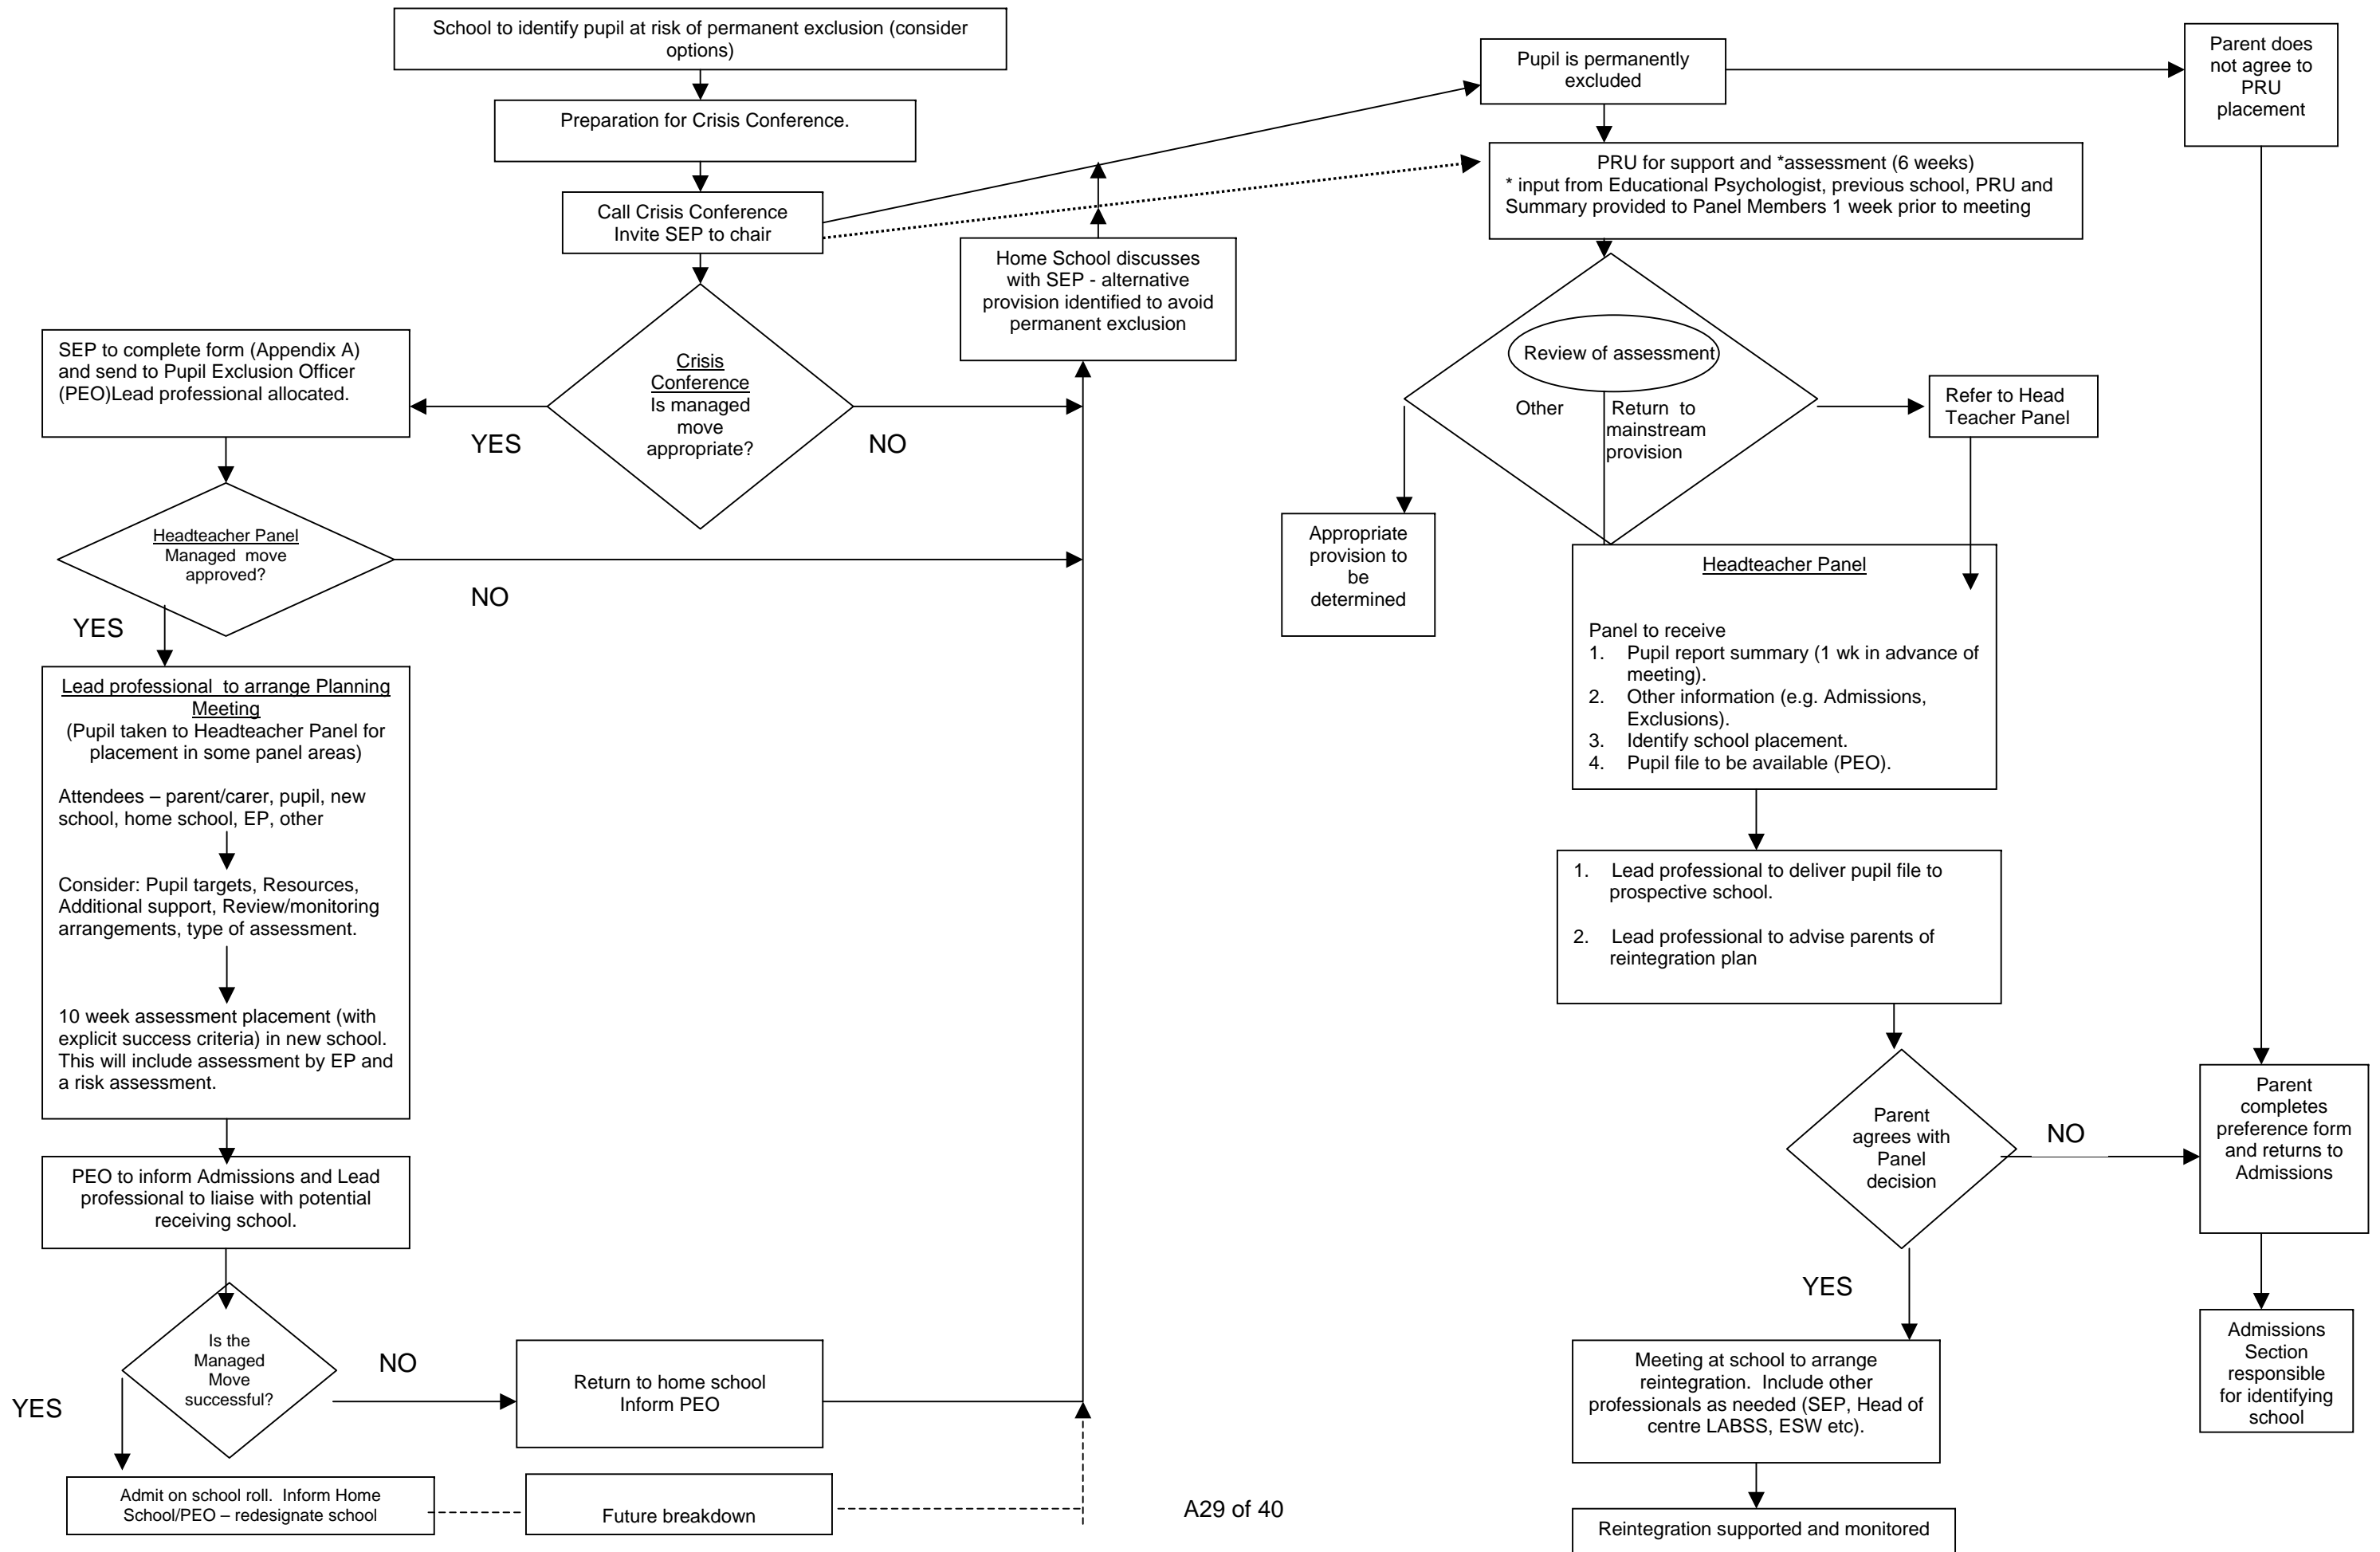 School to identify pupil at risk of permanent exclusion (consider
options)
Preparation for Crisis Conference.
Call Crisis Conference
Invite SEP to chair
Crisis
Conference
Is managed
move
appropriate?
YES
NO
SEP to complete form (Appendix A)
and send to Pupil Exclusion Officer
(PEO)Lead professional allocated.
Headteacher Panel
Managed move
approved?
NO
YES
Lead professional to arrange Planning
Meeting
(Pupil taken to Headteacher Panel for
placement in some panel areas)
Attendees – parent/carer, pupil, new
school, home school, EP, other
Consider: Pupil targets, Resources,
Additional support, Review/monitoring
arrangements, type of assessment.
10 week assessment placement (with
explicit success criteria) in new school.
This will include assessment by EP and
a risk assessment.
PEO to inform Admissions and Lead
professional to liaise with potential
receiving school.
Is the
Managed
Move
successful?
NO
YES
Return to home school
Inform PEO
Admit on school roll. Inform Home
School/PEO – redesignate school
Future breakdown
Home School discusses
with SEP - alternative
provision identified to avoid
permanent exclusion
Pupil is permanently
excluded
Parent does
not agree to
PRU
placement
PRU for support and *assessment (6 weeks)
* input from Educational Psychologist, previous school, PRU and
Summary provided to Panel Members 1 week prior to meeting
Review of assessment
Other
Return to
mainstream
provision
Refer to Head
Teacher Panel
Appropriate
provision to
be
determined
Headteacher Panel
Panel to receive
1. Pupil report summary (1 wk in advance of
meeting).
2. Other information (e.g. Admissions,
Exclusions).
3. Identify school placement.
4. Pupil file to be available (PEO).
1. Lead professional to deliver pupil file to
prospective school.
2. Lead professional to advise parents of
reintegration plan
Parent
agrees with
Panel
decision
NO
YES
Parent
completes
preference form
and returns to
Admissions
Admissions
Section
responsible
for identifying
school
Meeting at school to arrange
reintegration. Include other
professionals as needed (SEP, Head of
centre LABSS, ESW etc).
Reintegration supported and monitored
A29 of 40